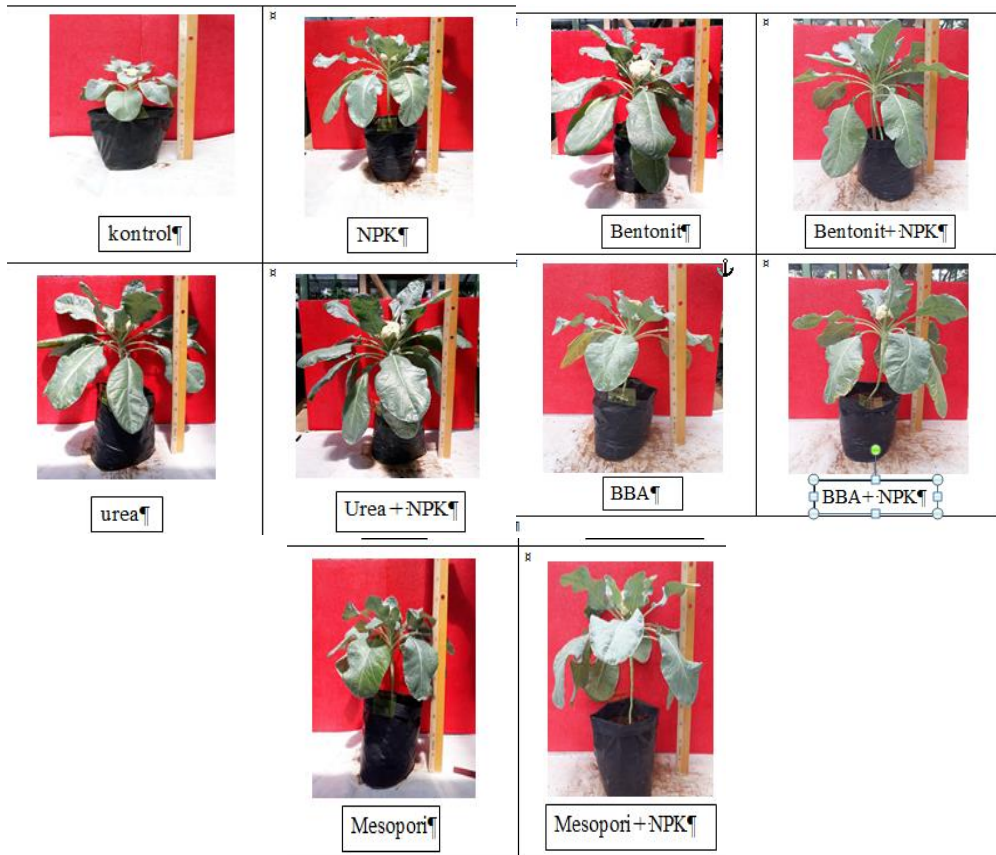 kontrol¶
NPK¶
Bentonit¶
Bentonit+·NPK¶
urea¶
Urea+·NPK¶
BBA¶
BBA+·NPK¶
Mesopori¶
Mesopori+·NPK¶